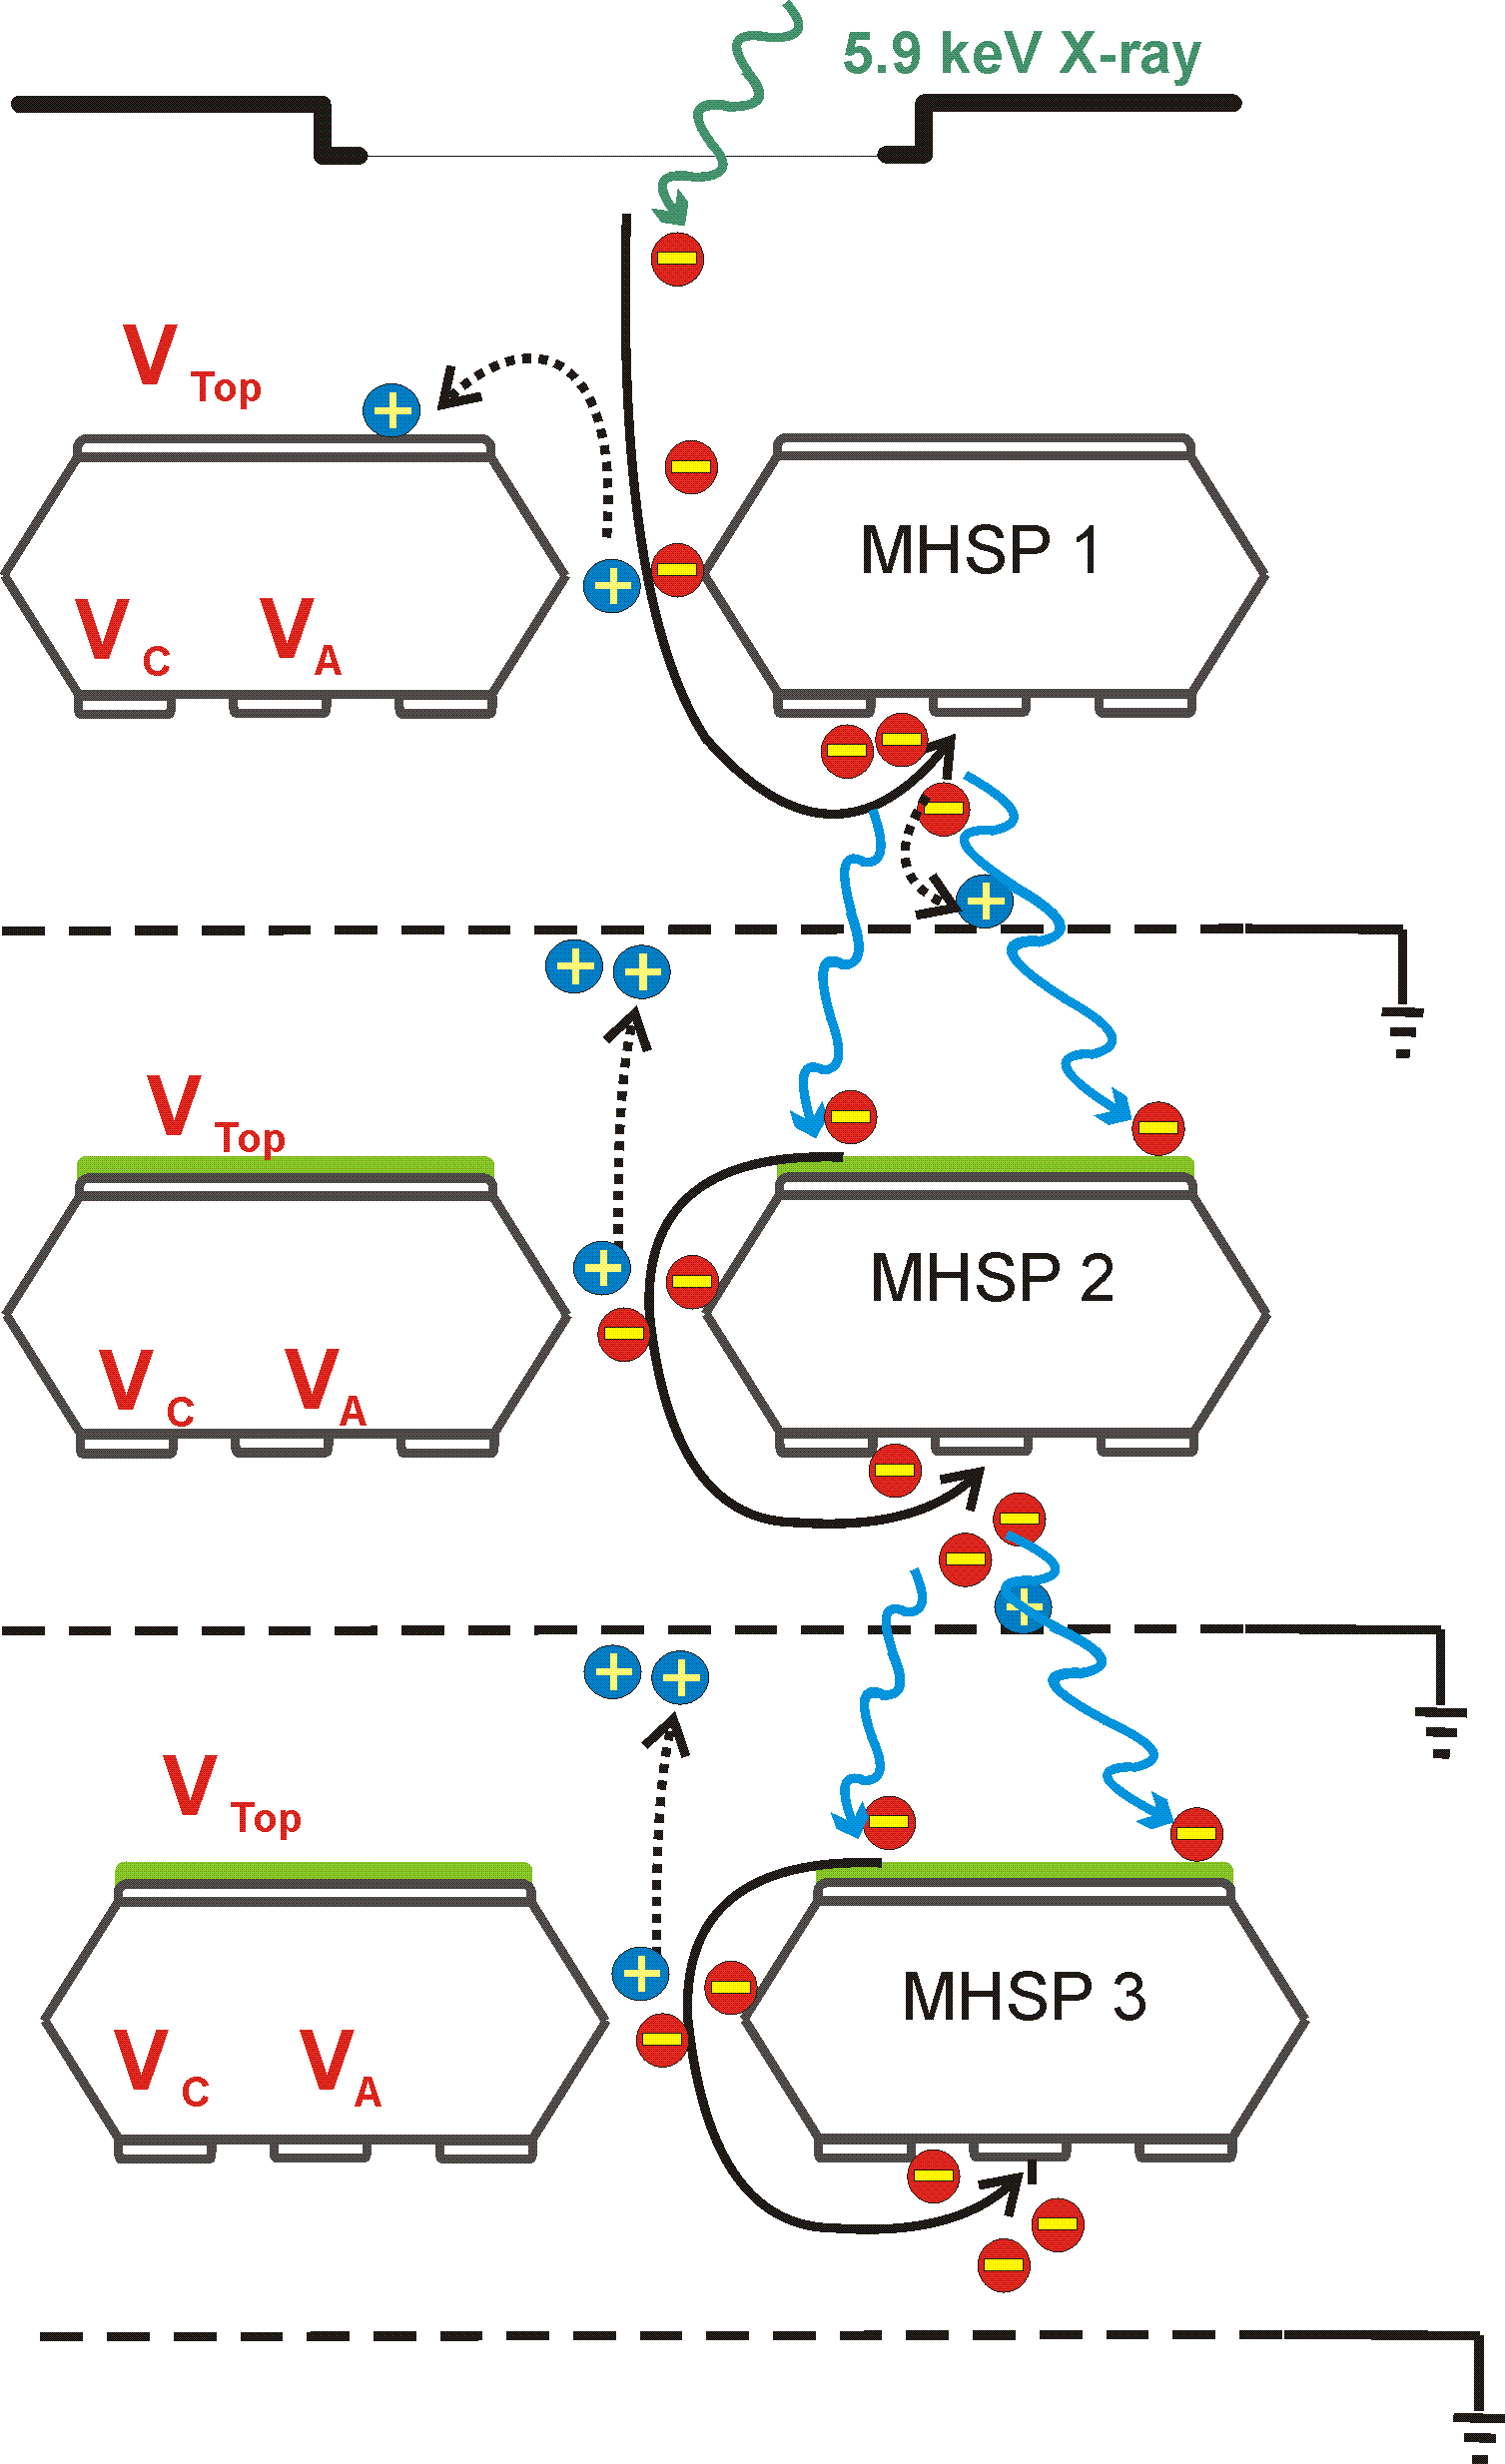 5.9 keV X-ray
V Top
MHSP 1
V C V A
V Top
MHSP 2
V C V A
V Top
MHSP 3
V C V A